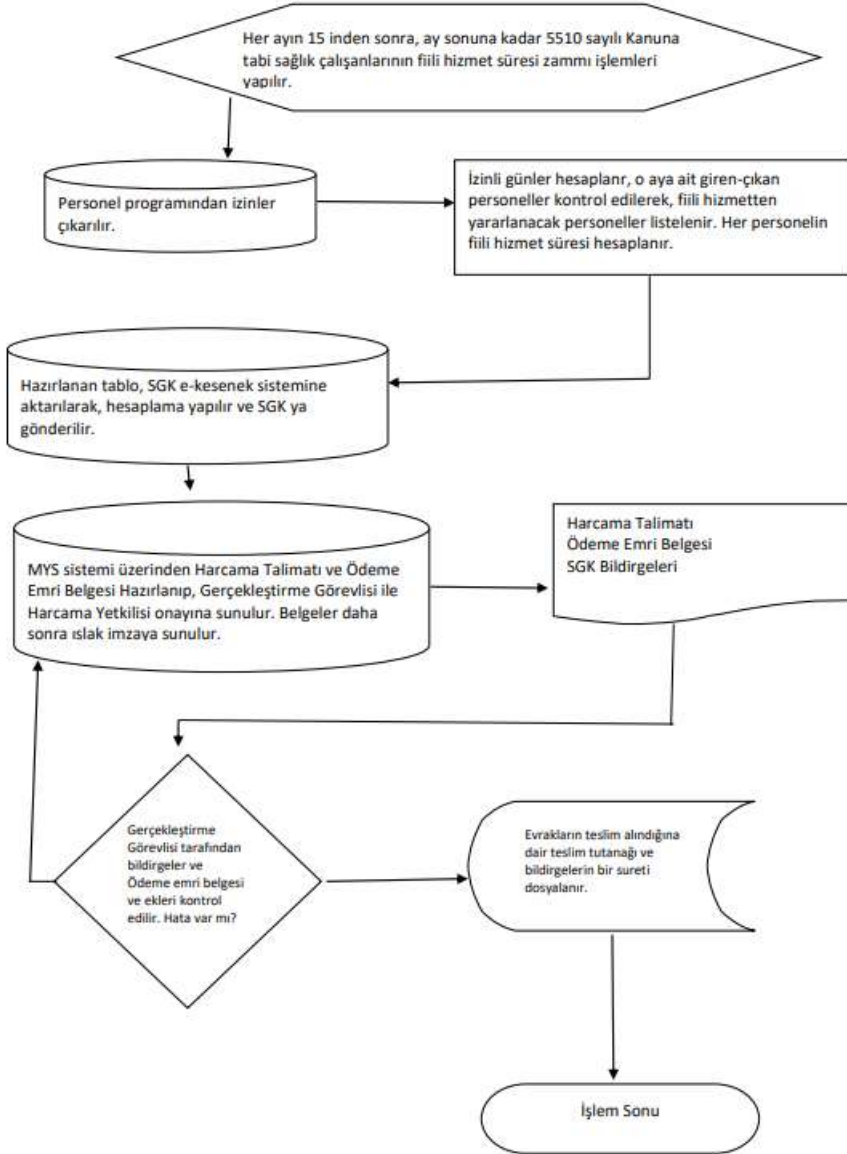 Her ayın 15 inden sonra, ay sonuna kadar 5510 sayılı Kanuna
tabi sağlık çalışanlarının fiili hizmet süresi zammı işlemleri
yapılır.
Personel programından izinler
çıkarılır.
İzinli günler hesaplanr, o aya ait giren-çıkan
personeller kontrol edilerek, fiili hizmetten
yararlanacak personeller listelenir. Her personelin
fiili hizmet süresi hesaplanır.
Hazırlanan tablo, SGK e-kesenek sistemine
aktarılarak, hesaplama yapılır ve SGK ya
gönderilir.
MYS sistemi üzerinden Harcama Talimatı ve Ödeme
Emri Belgesi Hazırlanıp, Gerçekleştirme Görevlisi ile
Harcama Yetkilisi onayına sunulur. Belgeler daha
sonra ıslak imzaya sunulur.
Harcama Talimatı
Ödeme Emri Belgesi
SGK Bildirgeleri
Gerçekleştirme
Görevlisi tarafından
bildirgeler ve
Ödeme emri belgesi
ve ekleri kontrol
edilir. Hata var mı?
Evrakların teslim alındığına
dair teslim tutanağı ve
bildirgelerin bir sureti
dosyalanır.
İşlem Sonu